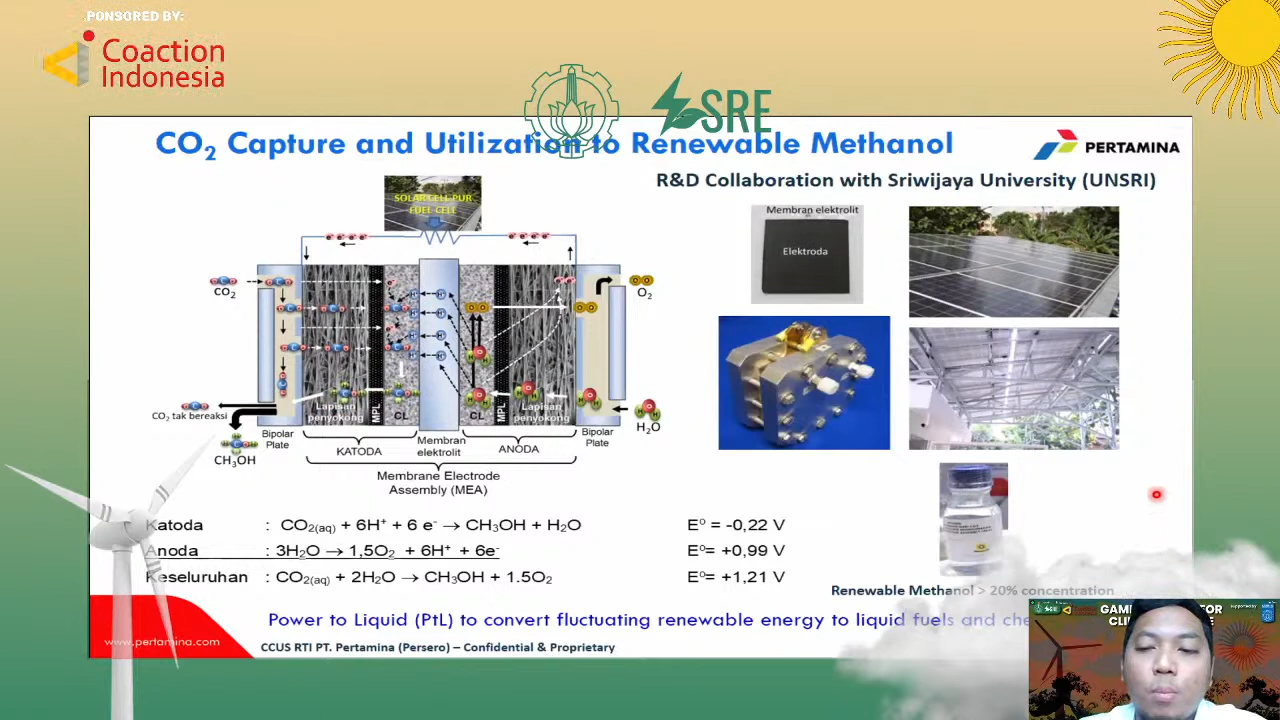 PONSORED BY:
Coaction
Indonesia
SRE
CO₂ Capture and Utilization to Renewable Methanol
PERTAMINA
R&D Collaboration with Sriwijaya University (UNSRI)
SOLAR CELL PUR
FUEL CELL
Membran elektrolit
Elektroda
CO₂
O₂
Lapisan
penyokong
MPL
CL
CL
MPL
Lapisan
penyokong
CO₂ tak bereaksi
CH₃OH
H₂O
Bipolar
Plate
KATODA
Membran
elektrolit
ANODA
Bipolar
Plate
Membrane Electrode
Assembly (MEA)
Katoda : CO₂(aq) + 6H⁺ + 6 e⁻ → CH₃OH + H₂O E⁰ = -0,22 V
Anoda : 3H₂O → 1,5O₂ + 6H⁺ + 6e⁻ E⁰= +0,99 V
Keseluruhan : CO₂(aq) + 2H₂O → CH₃OH + 1.5O₂ E⁰= +1,21 V
Renewable Methanol > 20% concentration
Power to Liquid (PtL) to convert fluctuating renewable energy to liquid fuels and
www.pertamina.com
CCUS RTI PT. Pertamina (Persero) – Confidential & Proprietary